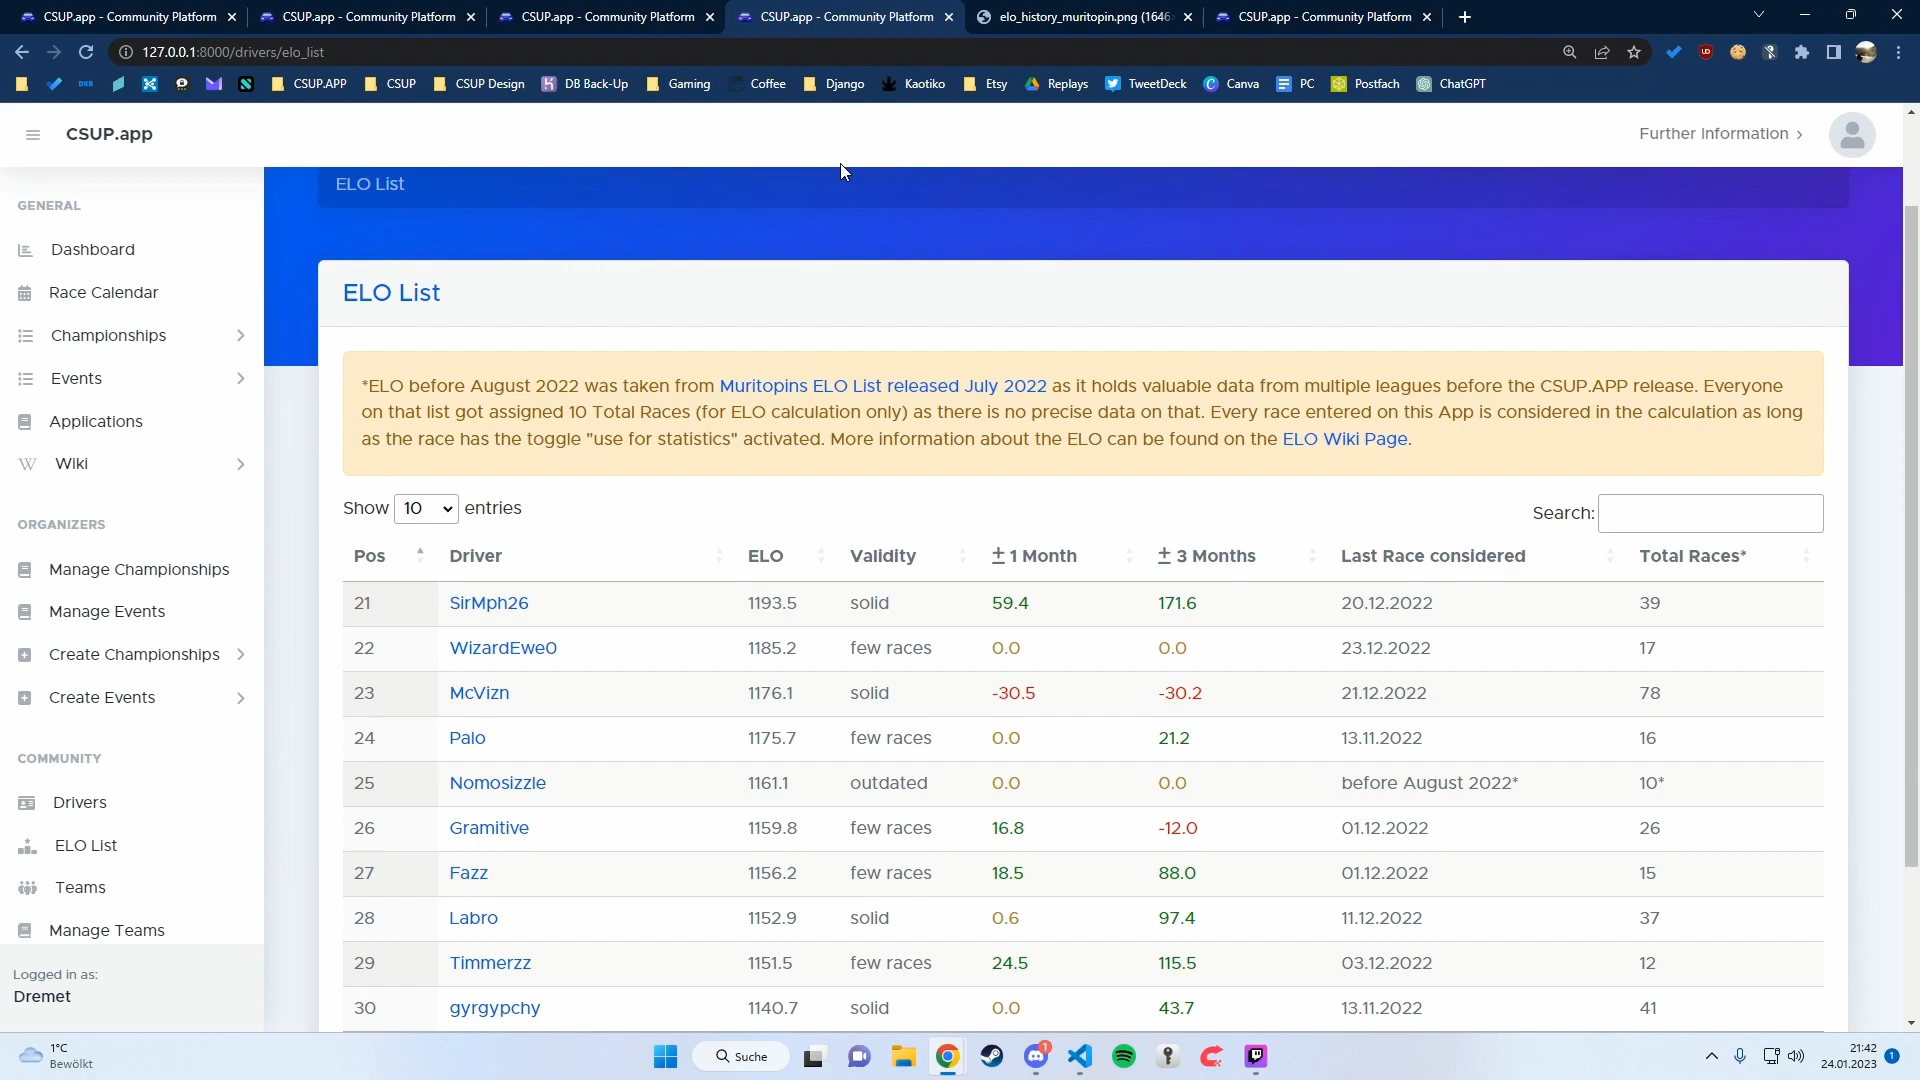 CSUP.app - Community Platform
CSUP.app - Community Platform
CSUP.app - Community Platform
CSUP.app - Community Platform
elo_history_muritopin.png (1646
CSUP.app - Community Platform
127.0.0.1:8000/drivers/elo_list
DKB
CSUP.APP
CSUP
CSUP Design
DB Back-Up
Gaming
Coffee
Django
Kaotiko
Etsy
Replays
TweetDeck
Canva
PC
Postfach
ChatGPT
CSUP.app
Further Information
ELO List
GENERAL
Dashboard
Race Calendar
Championships
Events
Applications
Wiki
ORGANIZERS
Manage Championships
Manage Events
Create Championships
Create Events
COMMUNITY
Drivers
ELO List
Teams
Manage Teams
Logged in as:
Dremet
ELO List
*ELO before August 2022 was taken from Muritopins ELO List released July 2022 as it holds valuable data from multiple leagues before the CSUP.APP release. Everyone
on that list got assigned 10 Total Races (for ELO calculation only) as there is no precise data on that. Every race entered on this App is considered in the calculation as long
as the race has the toggle "use for statistics" activated. More information about the ELO can be found on the ELO Wiki Page.
Show 10 entries
Search:
Pos Driver ELO Validity ± 1 Month ± 3 Months Last Race considered Total Races*
21 SirMph26 1193.5 solid 59.4 171.6 20.12.2022 39
22 WizardEwe0 1185.2 few races 0.0 0.0 23.12.2022 17
23 McVizn 1176.1 solid -30.5 -30.2 21.12.2022 78
24 Palo 1175.7 few races 0.0 21.2 13.11.2022 16
25 Nomosizzle 1161.1 outdated 0.0 0.0 before August 2022* 10*
26 Gramitive 1159.8 few races 16.8 -12.0 01.12.2022 26
27 Fazz 1156.2 few races 18.5 88.0 01.12.2022 15
28 Labro 1152.9 solid 0.6 97.4 11.12.2022 37
29 Timmerzz 1151.5 few races 24.5 115.5 03.12.2022 12
30 gyrgypchy 1140.7 solid 0.0 43.7 13.11.2022 41
1°C
Bewölkt
Suche
1
21:42
24.01.2023
1